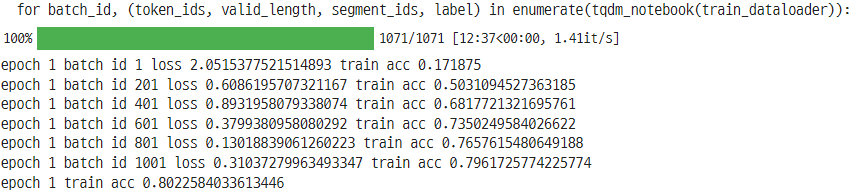 for batch_id, (token_ids, valid_length, segment_ids, label) in enumerate(tqdm_notebook(train_dataloader)):
100% 1071/1071 [12:37<00:00, 1.41it/s]
epoch 1 batch id 1 loss 2.0515377521514893 train acc 0.171875
epoch 1 batch id 201 loss 0.6086195707321167 train acc 0.5031094527363185
epoch 1 batch id 401 loss 0.8931958079338074 train acc 0.6817721321695761
epoch 1 batch id 601 loss 0.3799380958080292 train acc 0.7350249584026622
epoch 1 batch id 801 loss 0.13018839061260223 train acc 0.7657615480649188
epoch 1 batch id 1001 loss 0.31037279963493347 train acc 0.7961725774225774
epoch 1 train acc 0.8022584033613446